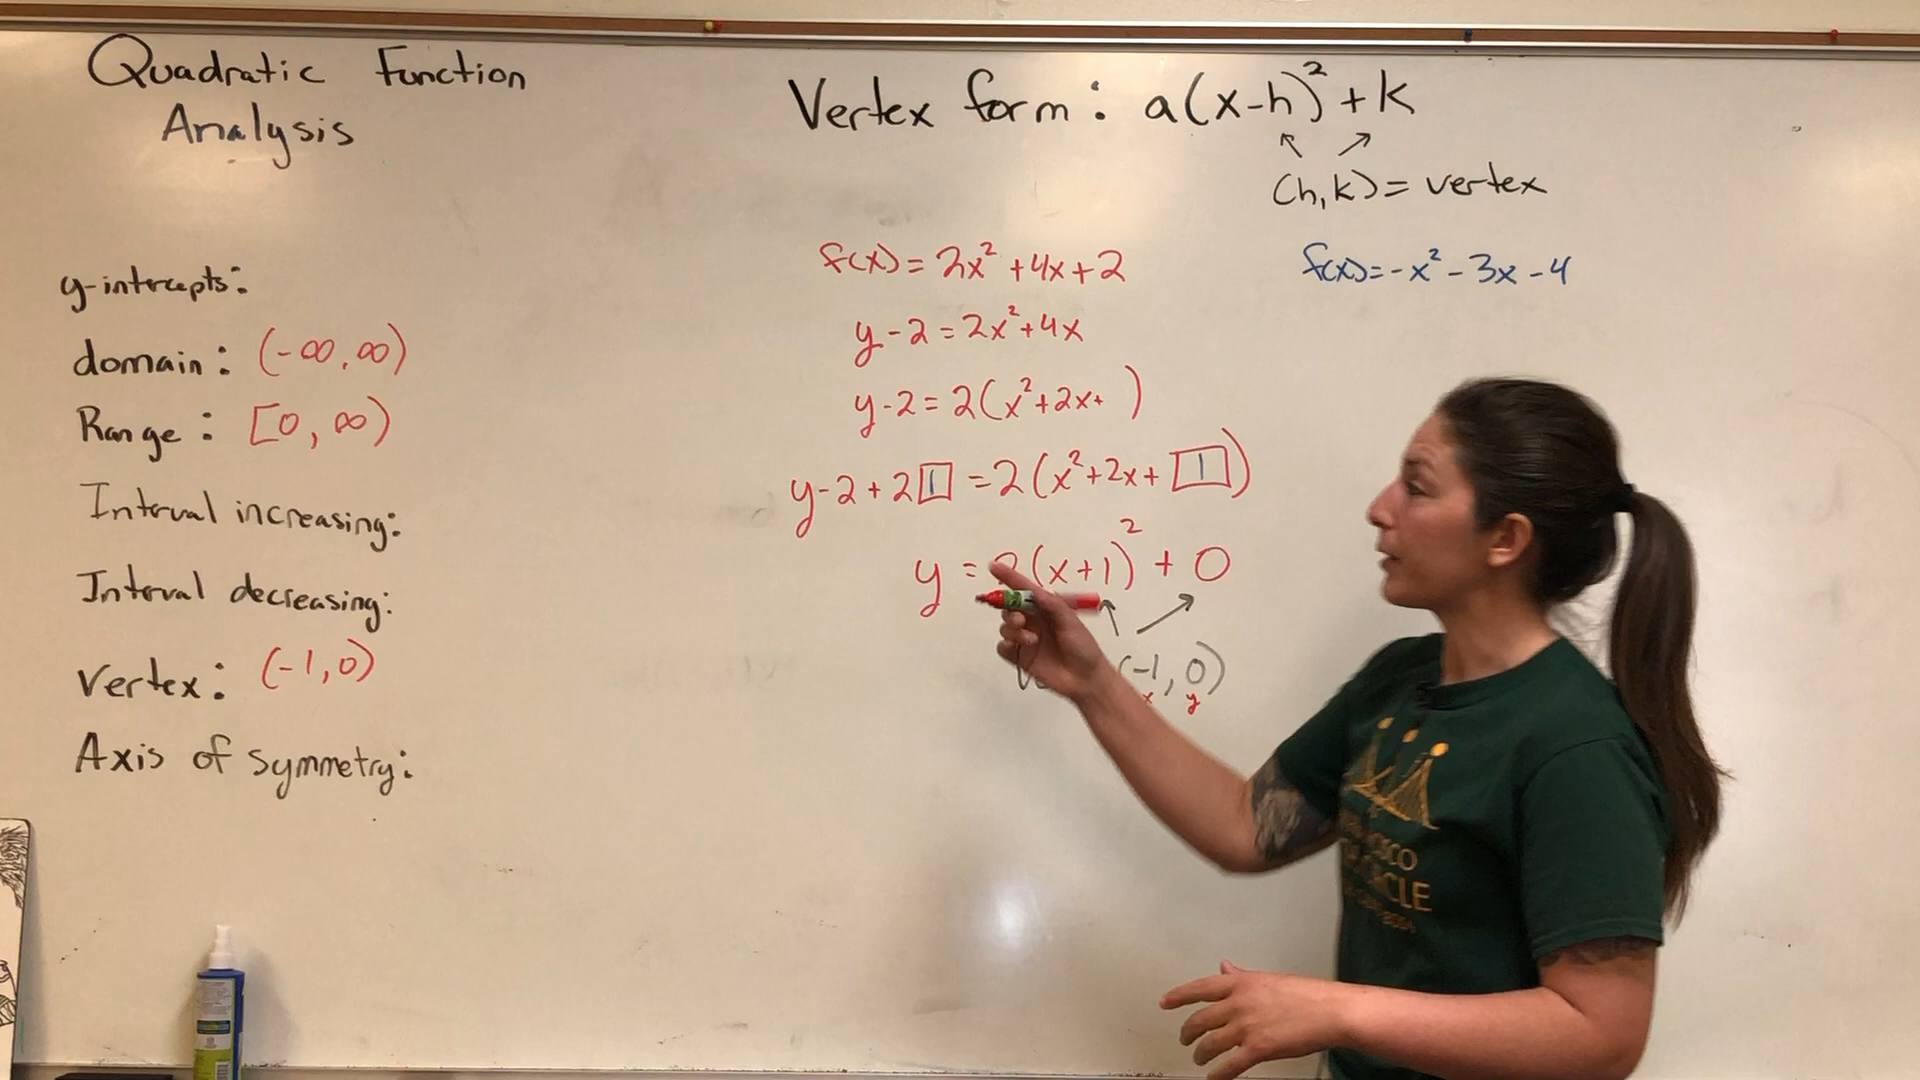 Quadratic Function
Analysis
y-intercepts:
domain: (-∞, ∞)
Range: [0, ∞)
Interval increasing:
Interval decreasing:
Vertex: (-1, 0)
Axis of symmetry:
Vertex form: a(x-h)² + k
(h, k) = vertex
f(x) = 2x² + 4x + 2
y - 2 = 2x² + 4x
y - 2 = 2(x² + 2x + )
y - 2 + 2[1] = 2(x² + 2x + [1])
y = 2(x+1)² + 0
(-1, 0)
x y
f(x) = -x² - 3x - 4
CLE